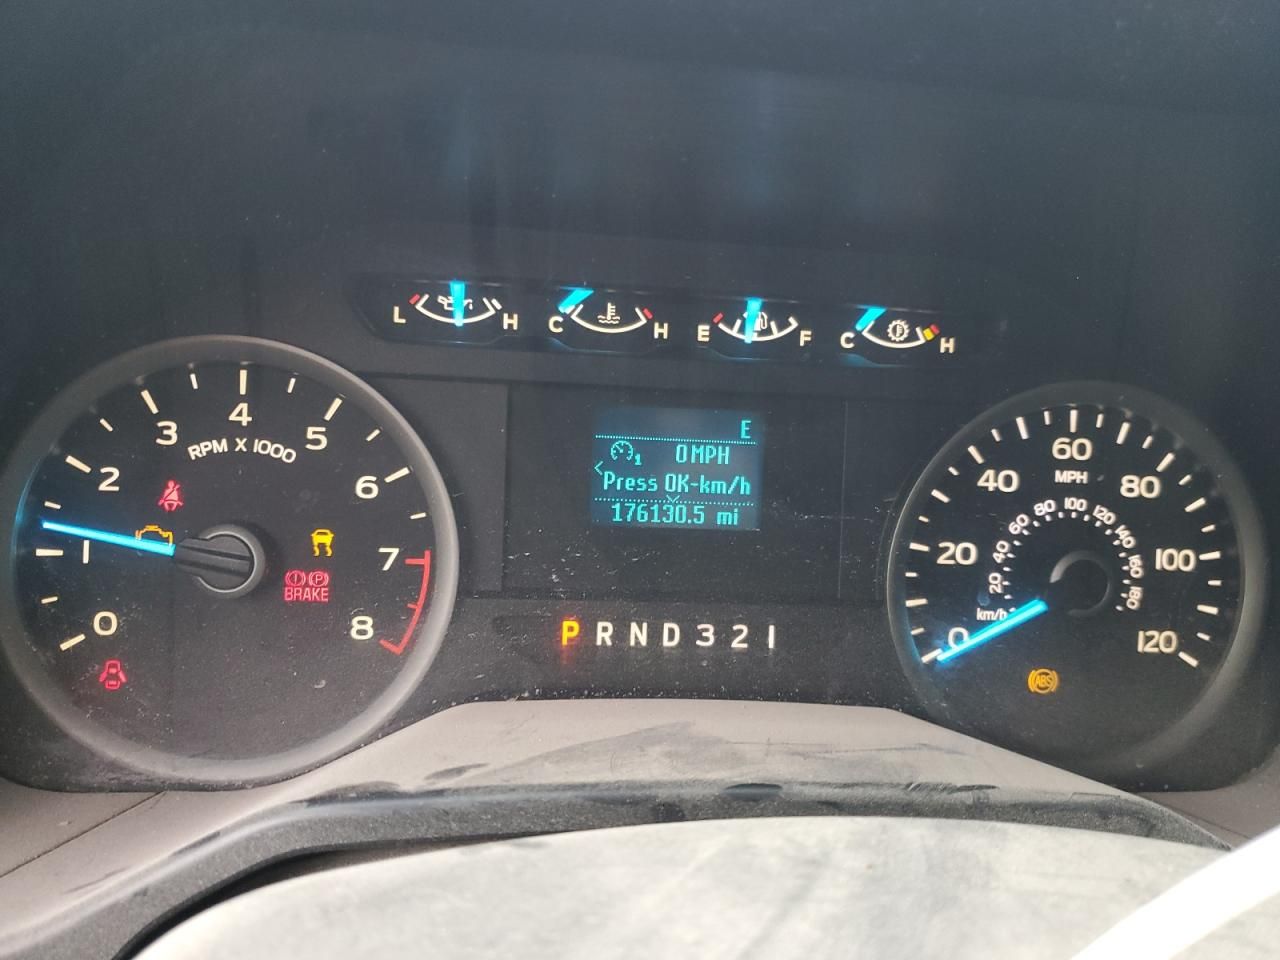 L H
C H
E F
C H
0 1 2 3 4 5 6 7 8
RPM X 1000
BRAKE
P
E
1 0MPH
Press OK-km/h
176130.5 mi
P R N D 3 2 1
0 20 40 60 80 100 120
MPH
20 40 60 80 100 120 140 160 180
km/h
ABS